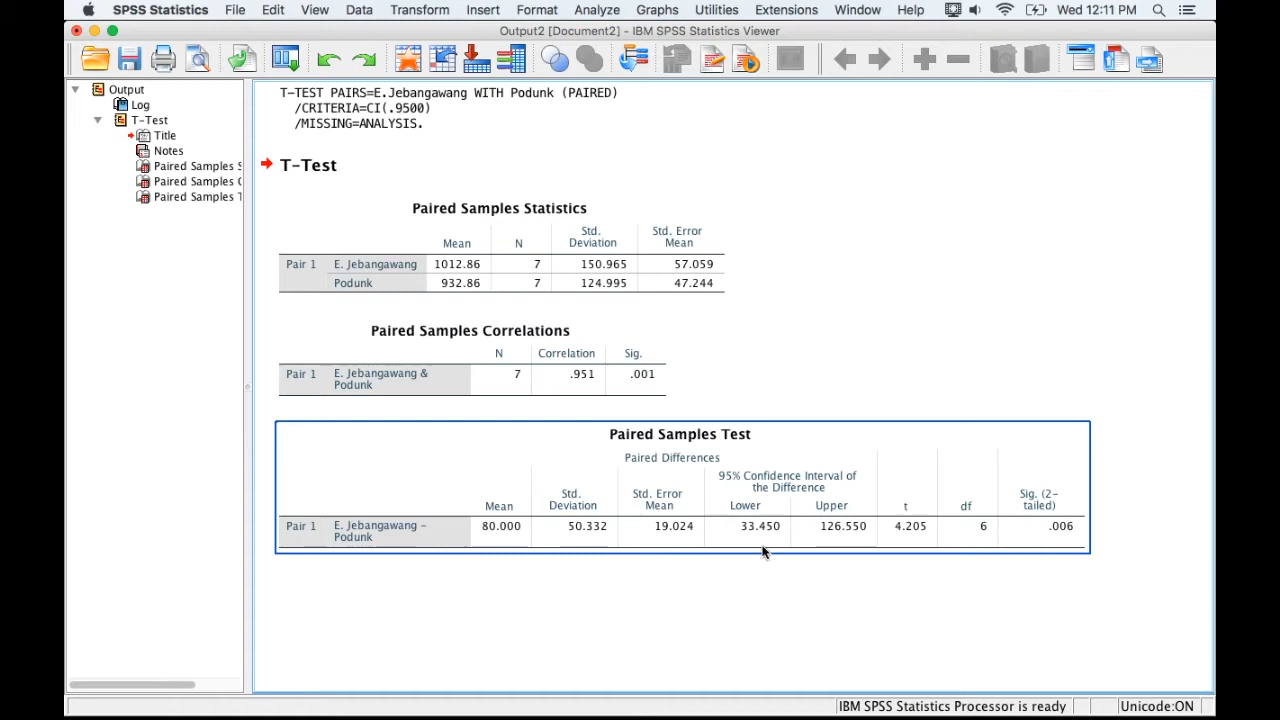 SPSS Statistics File Edit View Data Transform Insert Format Analyze Graphs Utilities Extensions Window Help Wed 12:11 PM
Output2 [Document2] - IBM SPSS Statistics Viewer
Output
Log
T-Test
Title
Notes
Paired Samples S
Paired Samples C
Paired Samples T
T-TEST PAIRS=E.Jebangawang WITH Podunk (PAIRED)
/CRITERIA=CI(.9500)
/MISSING=ANALYSIS.
T-Test
Paired Samples Statistics
Mean N Std. Deviation Std. Error Mean
Pair 1 E. Jebangawang 1012.86 7 150.965 57.059
Podunk 932.86 7 124.995 47.244
Paired Samples Correlations
N Correlation Sig.
Pair 1 E. Jebangawang & Podunk 7 .951 .001
Paired Samples Test
Paired Differences
95% Confidence Interval of the Difference
Mean Std. Deviation Std. Error Mean Lower Upper t df Sig. (2-tailed)
Pair 1 E. Jebangawang - Podunk 80.000 50.332 19.024 33.450 126.550 4.205 6 .006
IBM SPSS Statistics Processor is ready Unicode:ON